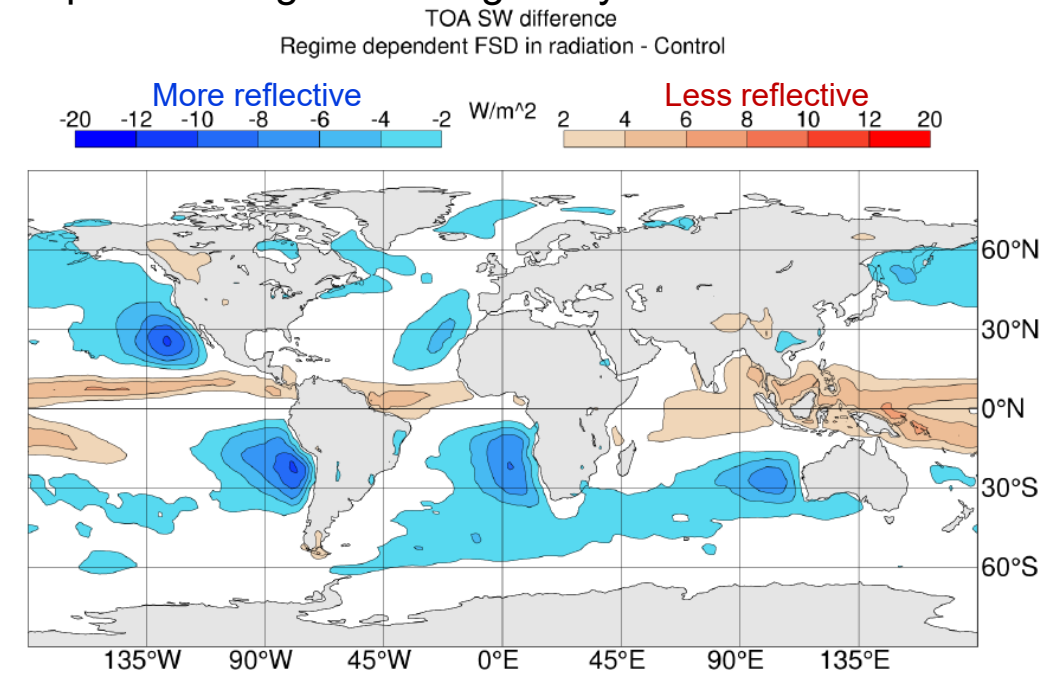 TOA SW difference
Regime dependent FSD in radiation - Control
More reflective
Less reflective
-20 -12 -10 -8 -6 -4 -2
W/m^2
2 4 6 8 10 12 20
60°N
30°N
0°N
30°S
60°S
135°W 90°W 45°W 0°E 45°E 90°E 135°E